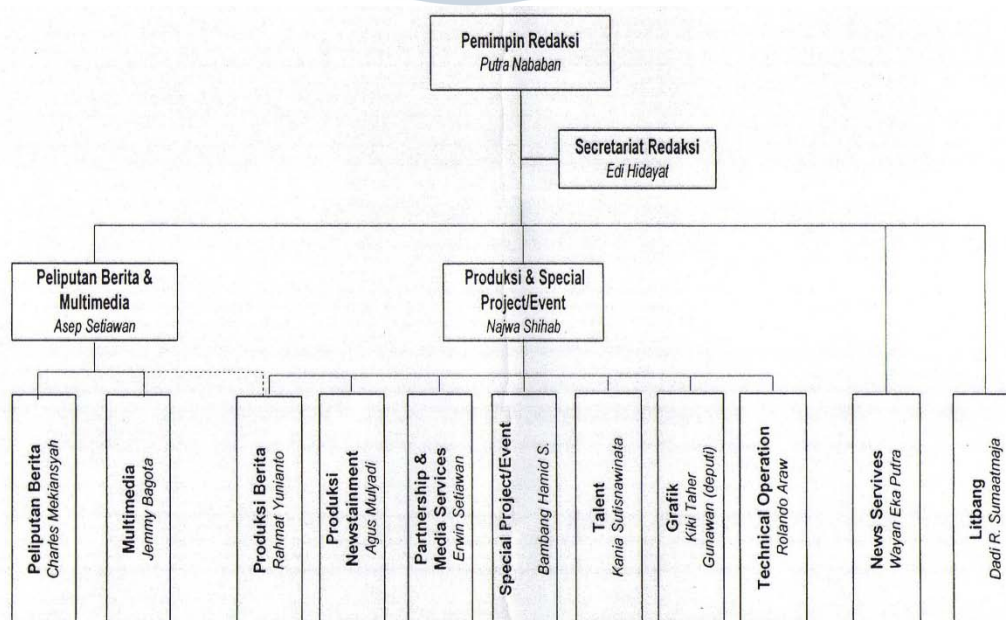 Pemimpin Redaksi
Putra Nababan
Secretariat Redaksi
Edi Hidayat
Peliputan Berita &
Multimedia
Asep Setiawan
Produksi & Special
Project/Event
Najwa Shihab
Peliputan Berita
Charles Meikiansyah
Multimedia
Jemmy Bagota
Produksi Berita
Rahmat Yunianto
Produksi
Newstainment
Agus Mulyadi
Partnership &
Media Services
Erwin Setiawan
Special Project/Event
Bambang Hamid S.
Talent
Kania Sutisnawinata
Grafik
Kiki Taher
Gunawan (deputi)
Technical Operation
Rolando Araw
News Servives
Wayan Eka Putra
Litbang
Dadi R. Sumaatmaja